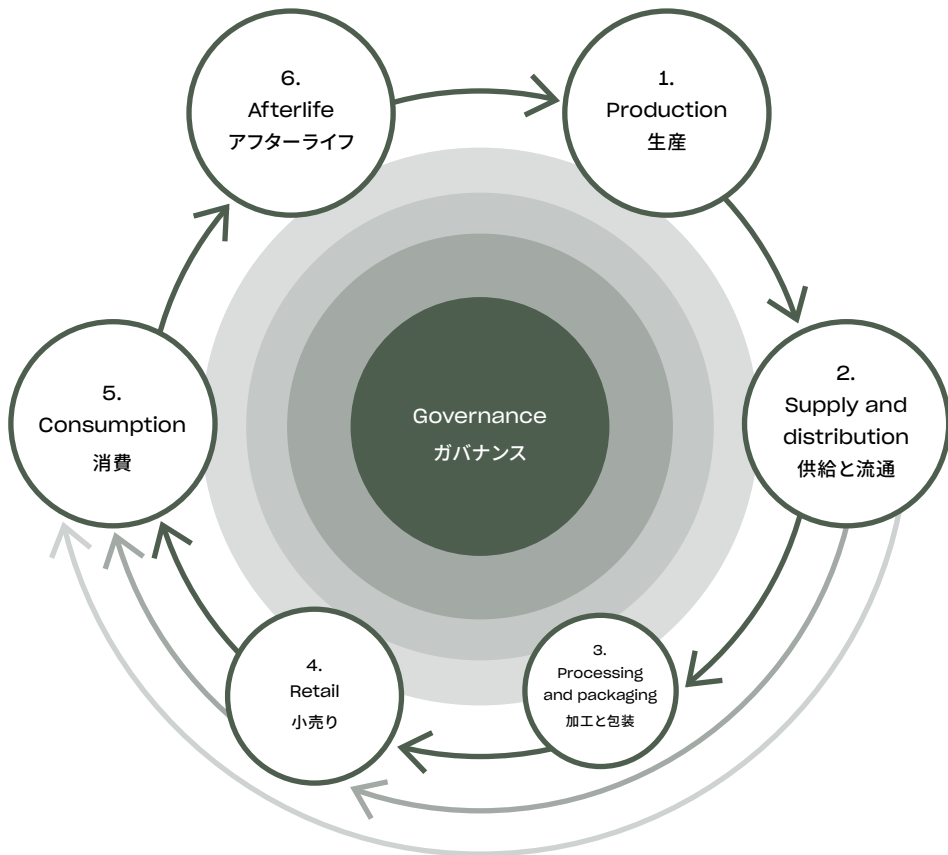 6.
Afterlife
アフターライフ
1.
Production
生産
5.
Consumption
消費
Governance
ガバナンス
2.
Supply and
distribution
供給と流通
4.
Retail
小売り
3.
Processing
and packaging
加工と包装